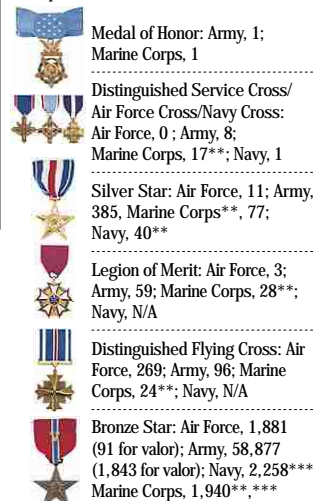 Medal of Honor: Army, 1;
Marine Corps, 1
Distinguished Service Cross/
Air Force Cross/Navy Cross:
Air Force, 0 ; Army, 8;
Marine Corps, 17**; Navy, 1
Silver Star: Air Force, 11; Army,
385, Marine Corps**, 77;
Navy, 40**
Legion of Merit: Air Force, 3;
Army, 59; Marine Corps, 28**;
Navy, N/A
Distinguished Flying Cross: Air
Force, 269; Army, 96; Marine
Corps, 24**; Navy, N/A
Bronze Star: Air Force, 1,881
(91 for valor); Army, 58,877
(1,843 for valor); Navy, 2,258***
Marine Corps, 1,940**,***